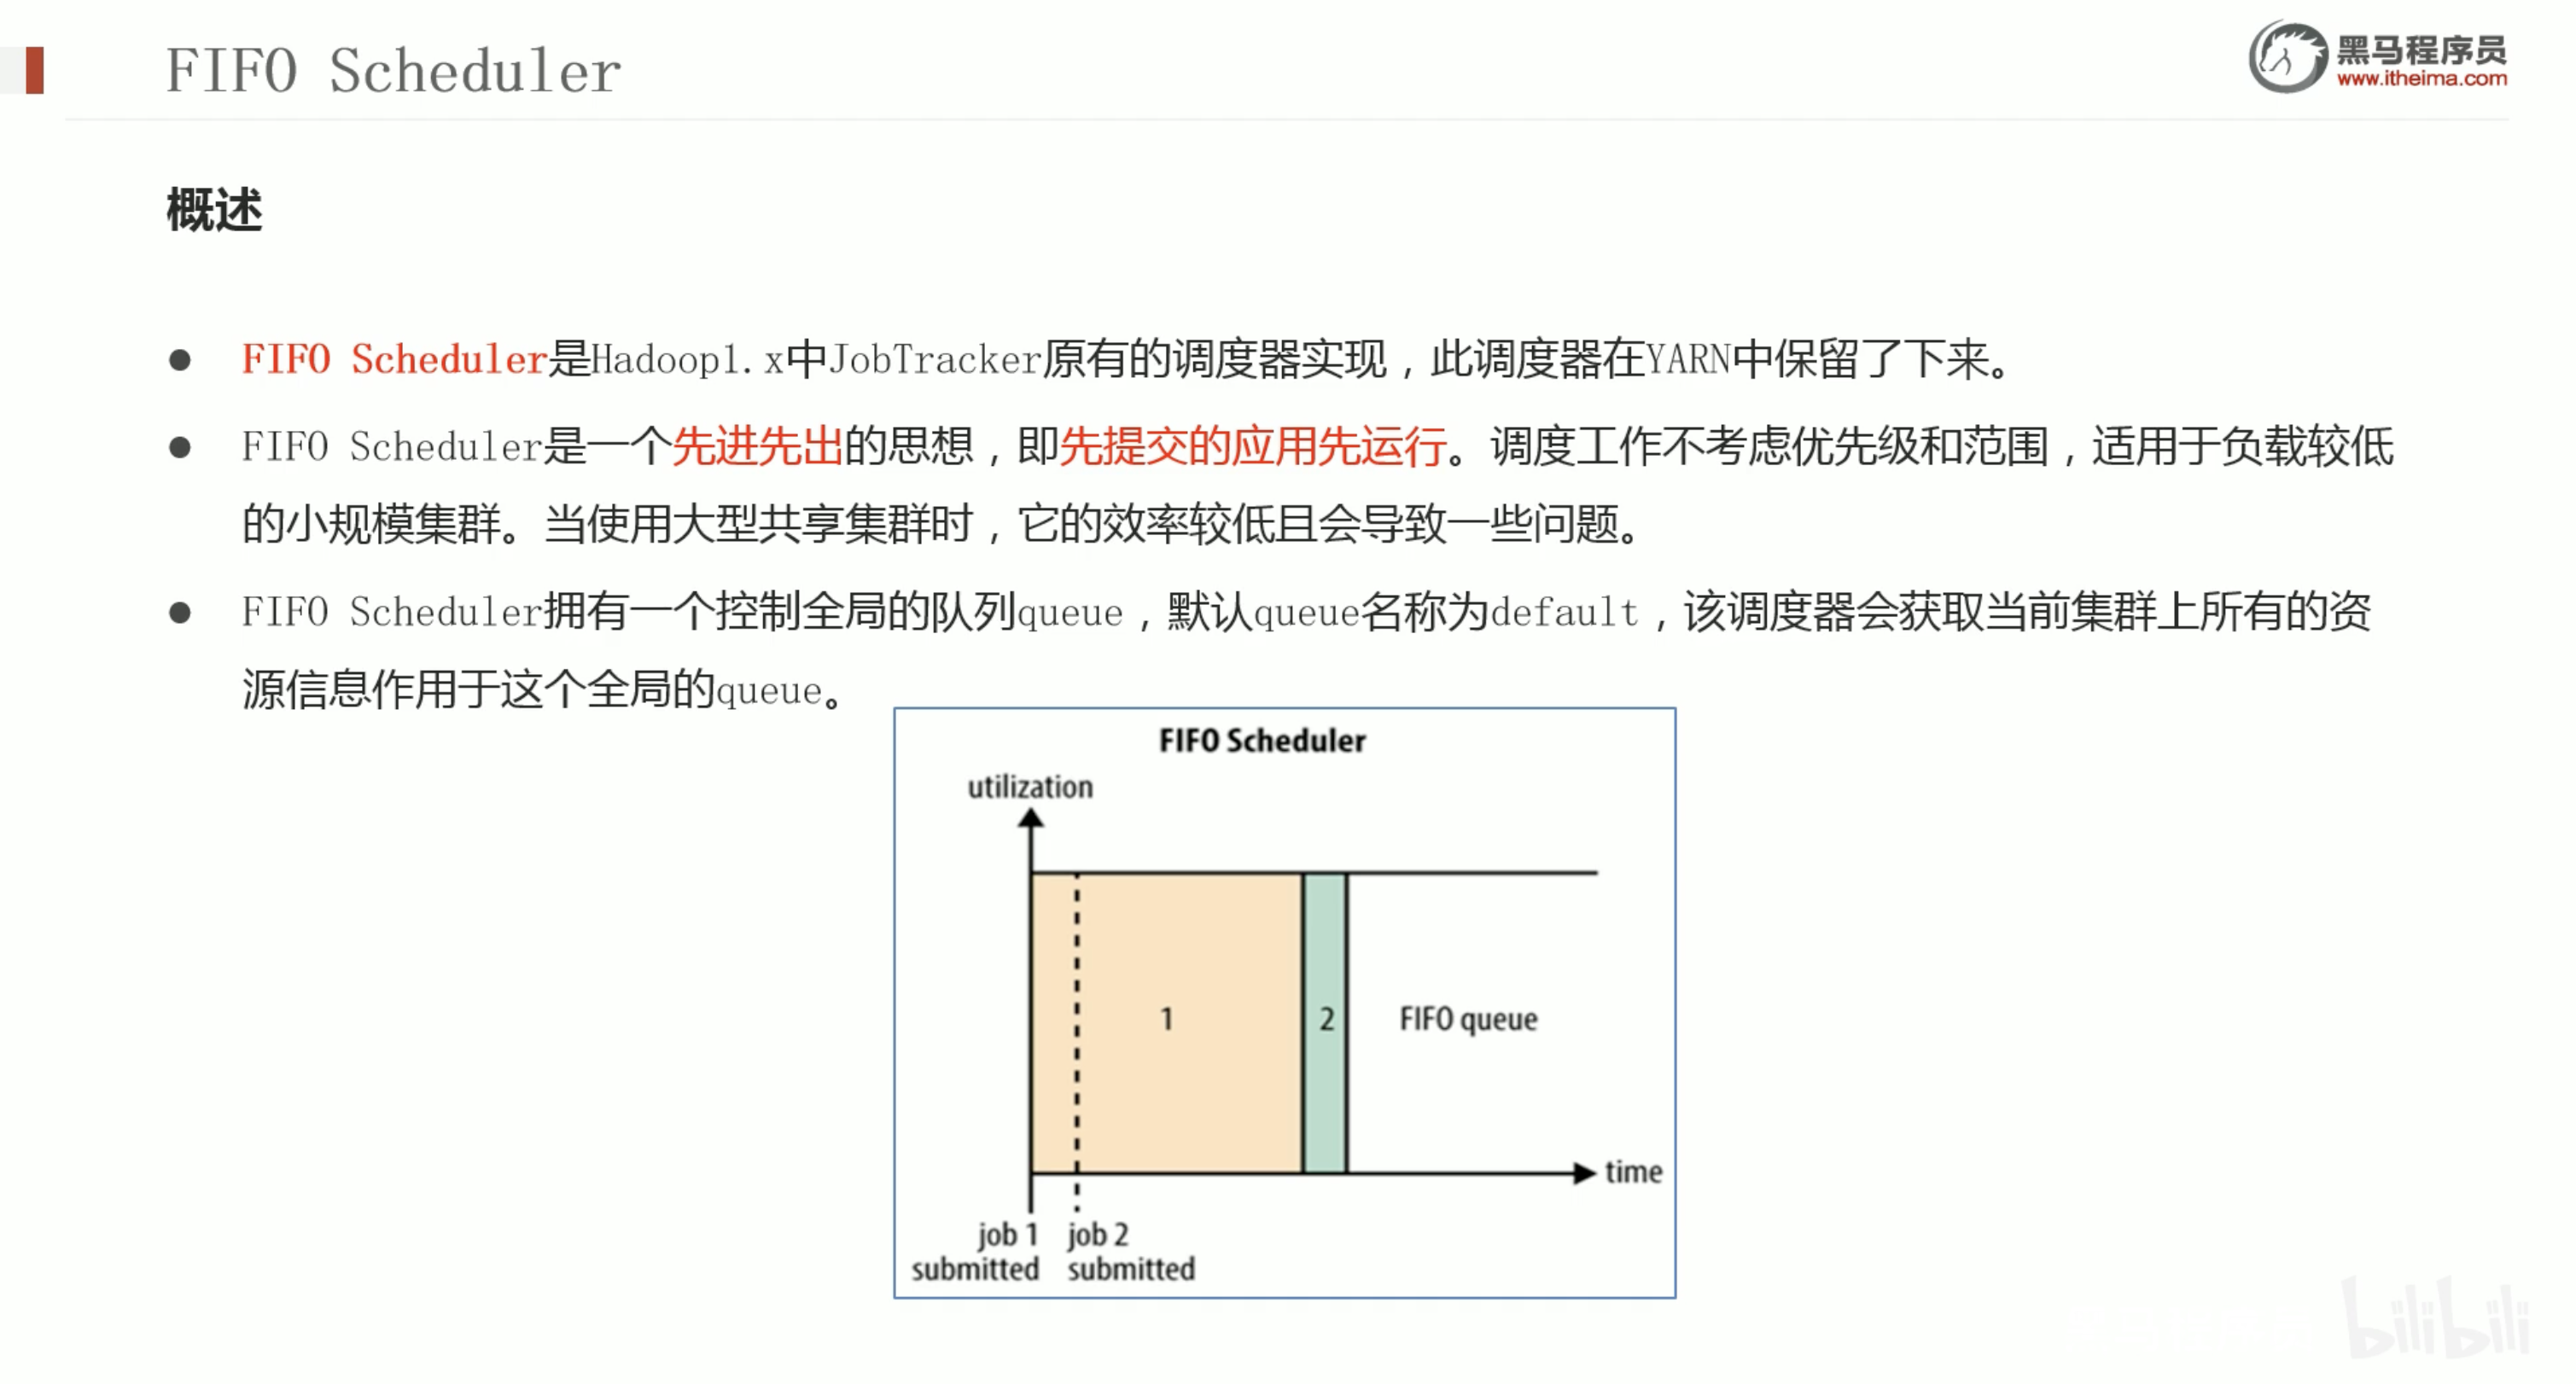 FIFO Scheduler
黑马程序员
www.itheima.com
概述
● FIFO Scheduler是Hadoop1.x中JobTracker原有的调度器实现，此调度器在YARN中保留了下来。
● FIFO Scheduler是一个先进先出的思想，即先提交的应用先运行。调度工作不考虑优先级和范围，适用于负载较低
的小规模集群。当使用大型共享集群时，它的效率较低且会导致一些问题。
● FIFO Scheduler拥有一个控制全局的队列queue，默认queue名称为default，该调度器会获取当前集群上所有的资
源信息作用于这个全局的queue。
FIFO Scheduler
utilization
1
2
FIFO queue
time
job 1
submitted
job 2
submitted
bilibili